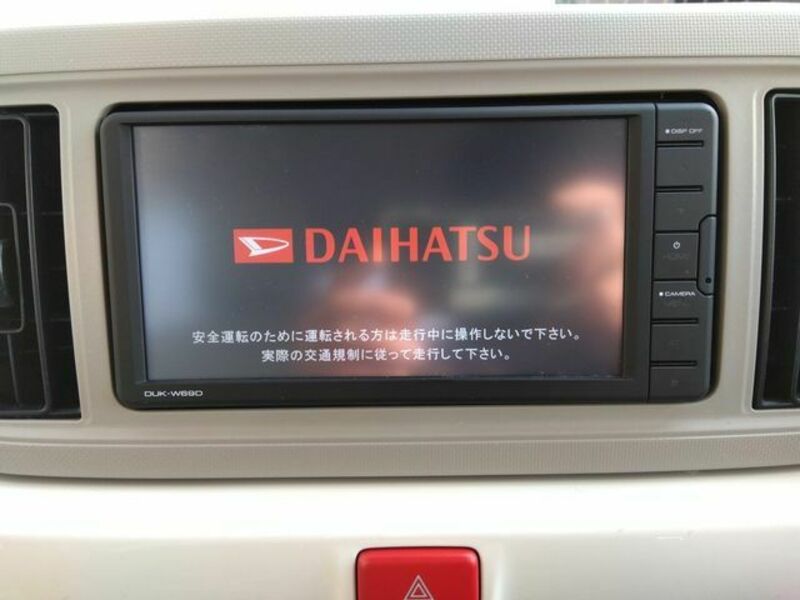 DISP OFF
HOME
DAIHATSU
CAMERA
安全運転のために運転される方は走行中に操作しないで下さい。
実際の交通規制に従って走行して下さい。
DUK-W69D